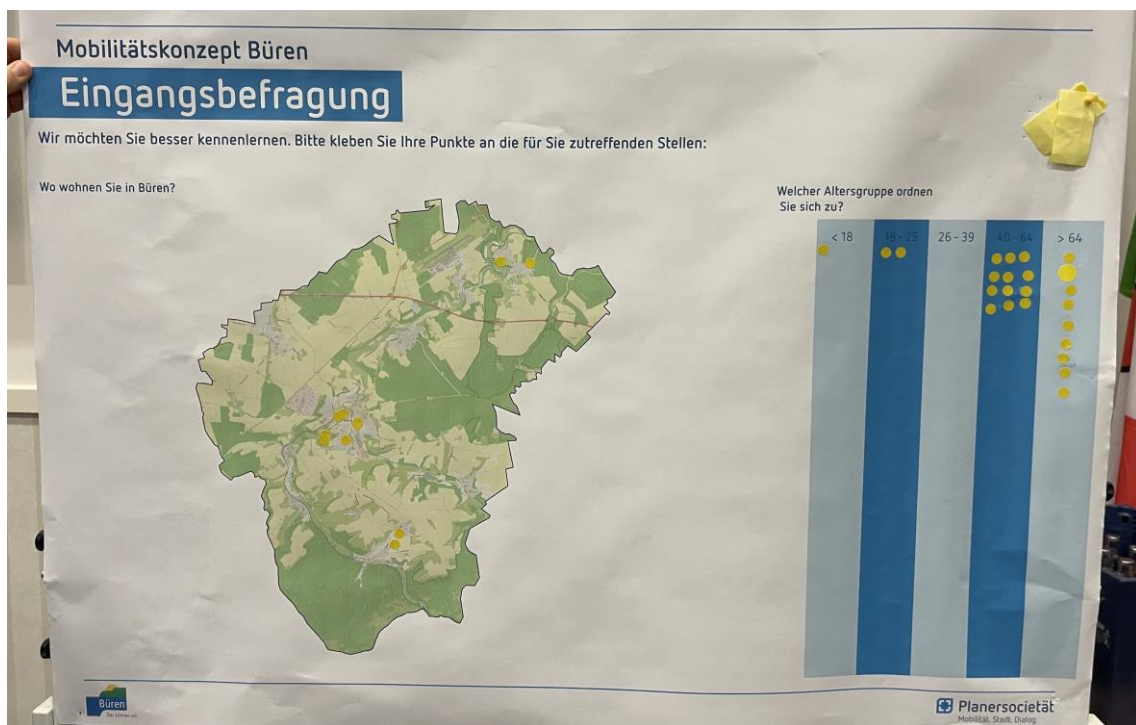 Mobilitätskonzept Büren
Eingangsbefragung
Wir möchten Sie besser kennenlernen. Bitte kleben Sie Ihre Punkte an die für Sie zutreffenden Stellen:
Wo wohnen Sie in Büren?
Welcher Altersgruppe ordnen
Sie sich zu?
< 18
18 - 25
26 - 39
40 - 64
> 64
Büren
Planersocietät
Mobilität. Stadt. Dialog.